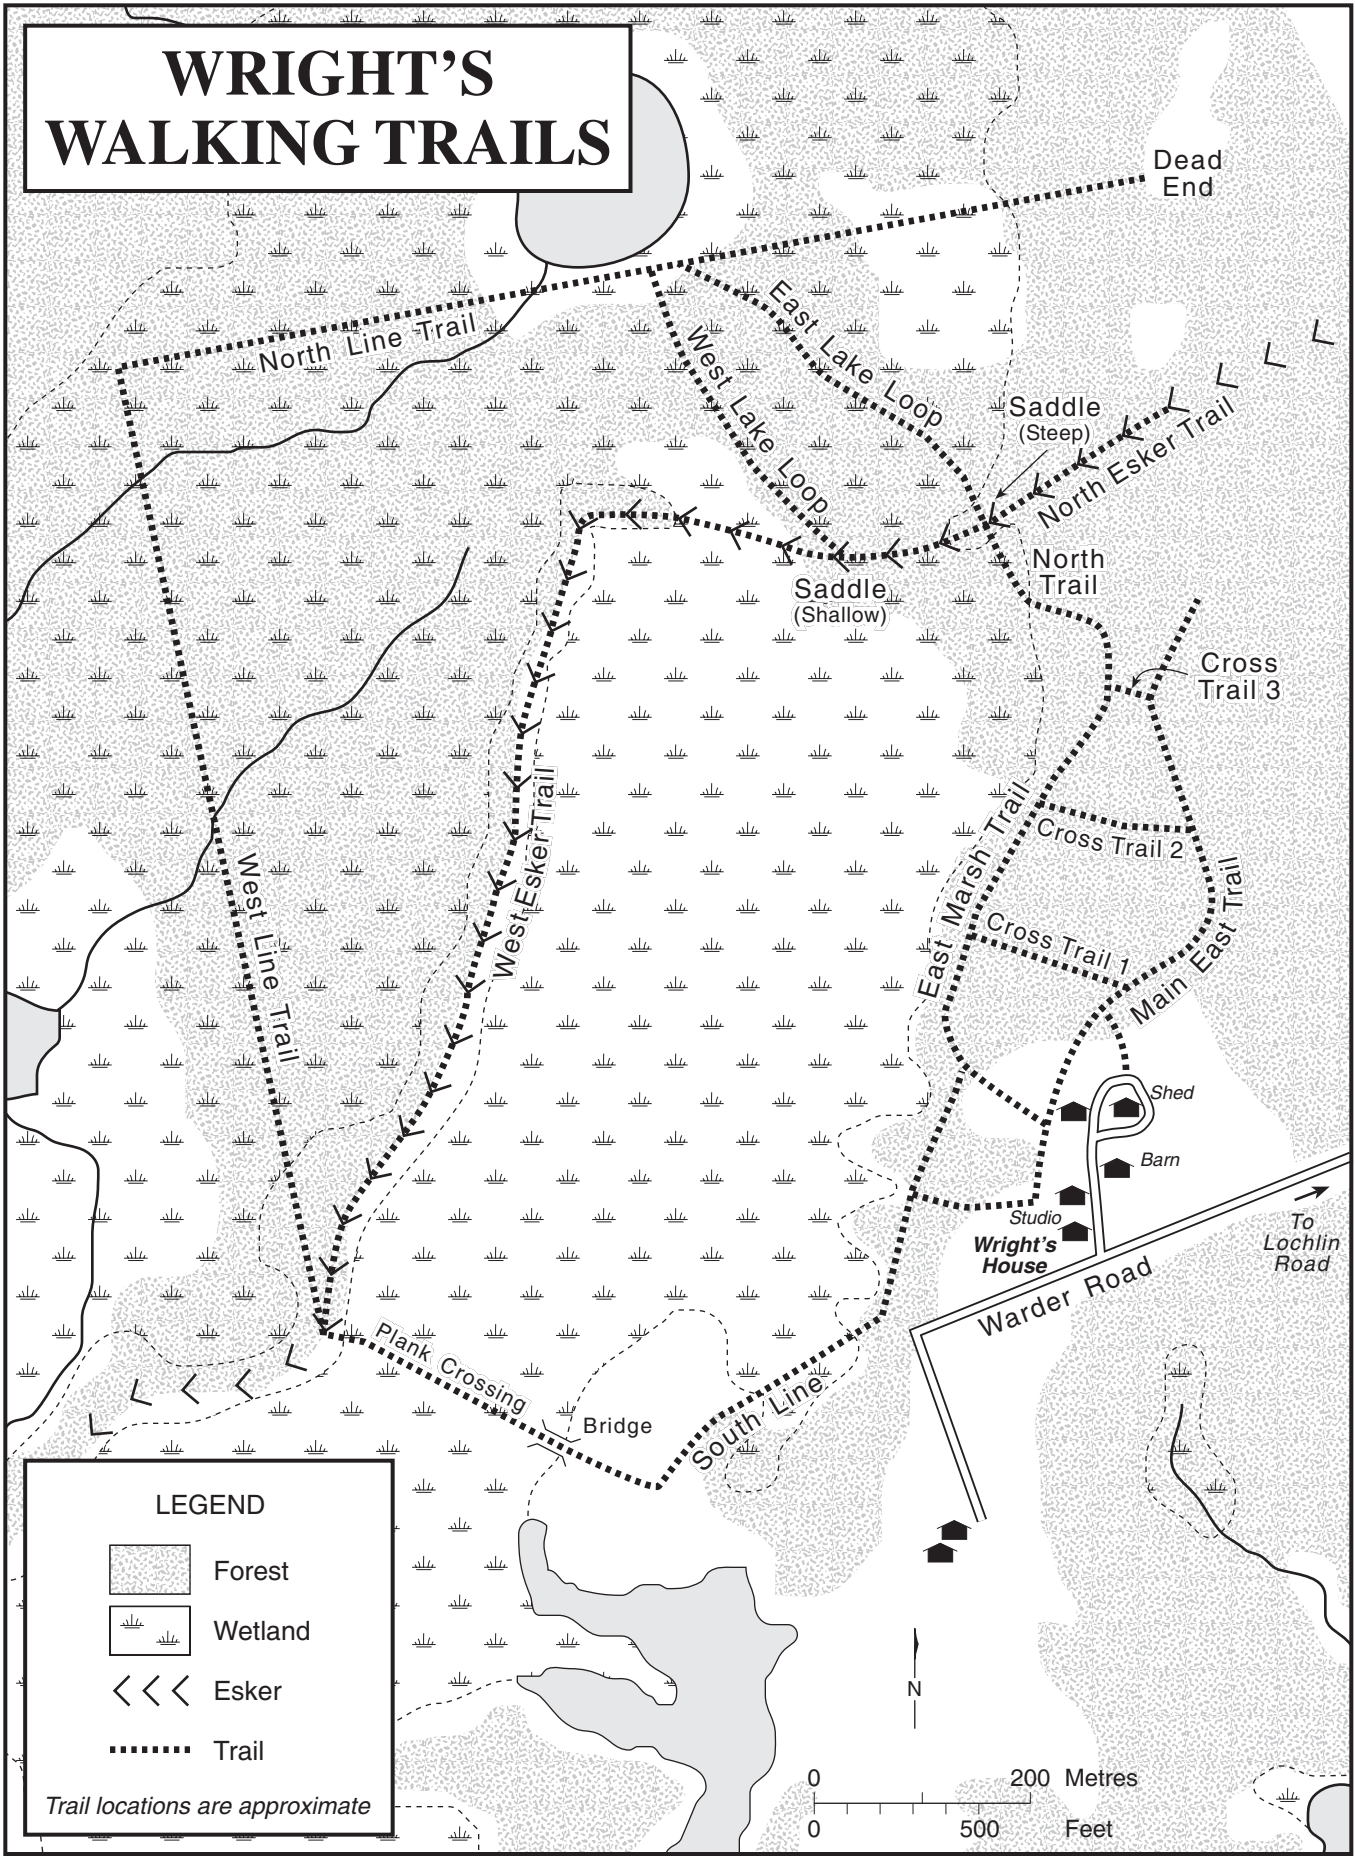 WRIGHT'S
WALKING TRAILS
Dead
End
North Line Trail
East Lake Loop
West Lake Loop
Saddle
(Steep)
North Esker Trail
North
Trail
Saddle
(Shallow)
Cross
Trail 3
West Esker Trail
East Marsh Trail
Cross Trail 2
Main East Trail
Cross Trail 1
West Line Trail
Shed
Barn
Studio
Wright's
House
To
Lochlin
Road
Warder Road
Plank Crossing
Bridge
South Line
LEGEND
Forest
Wetland
Esker
Trail
Trail locations are approximate
N
0 200 Metres
0 500 Feet